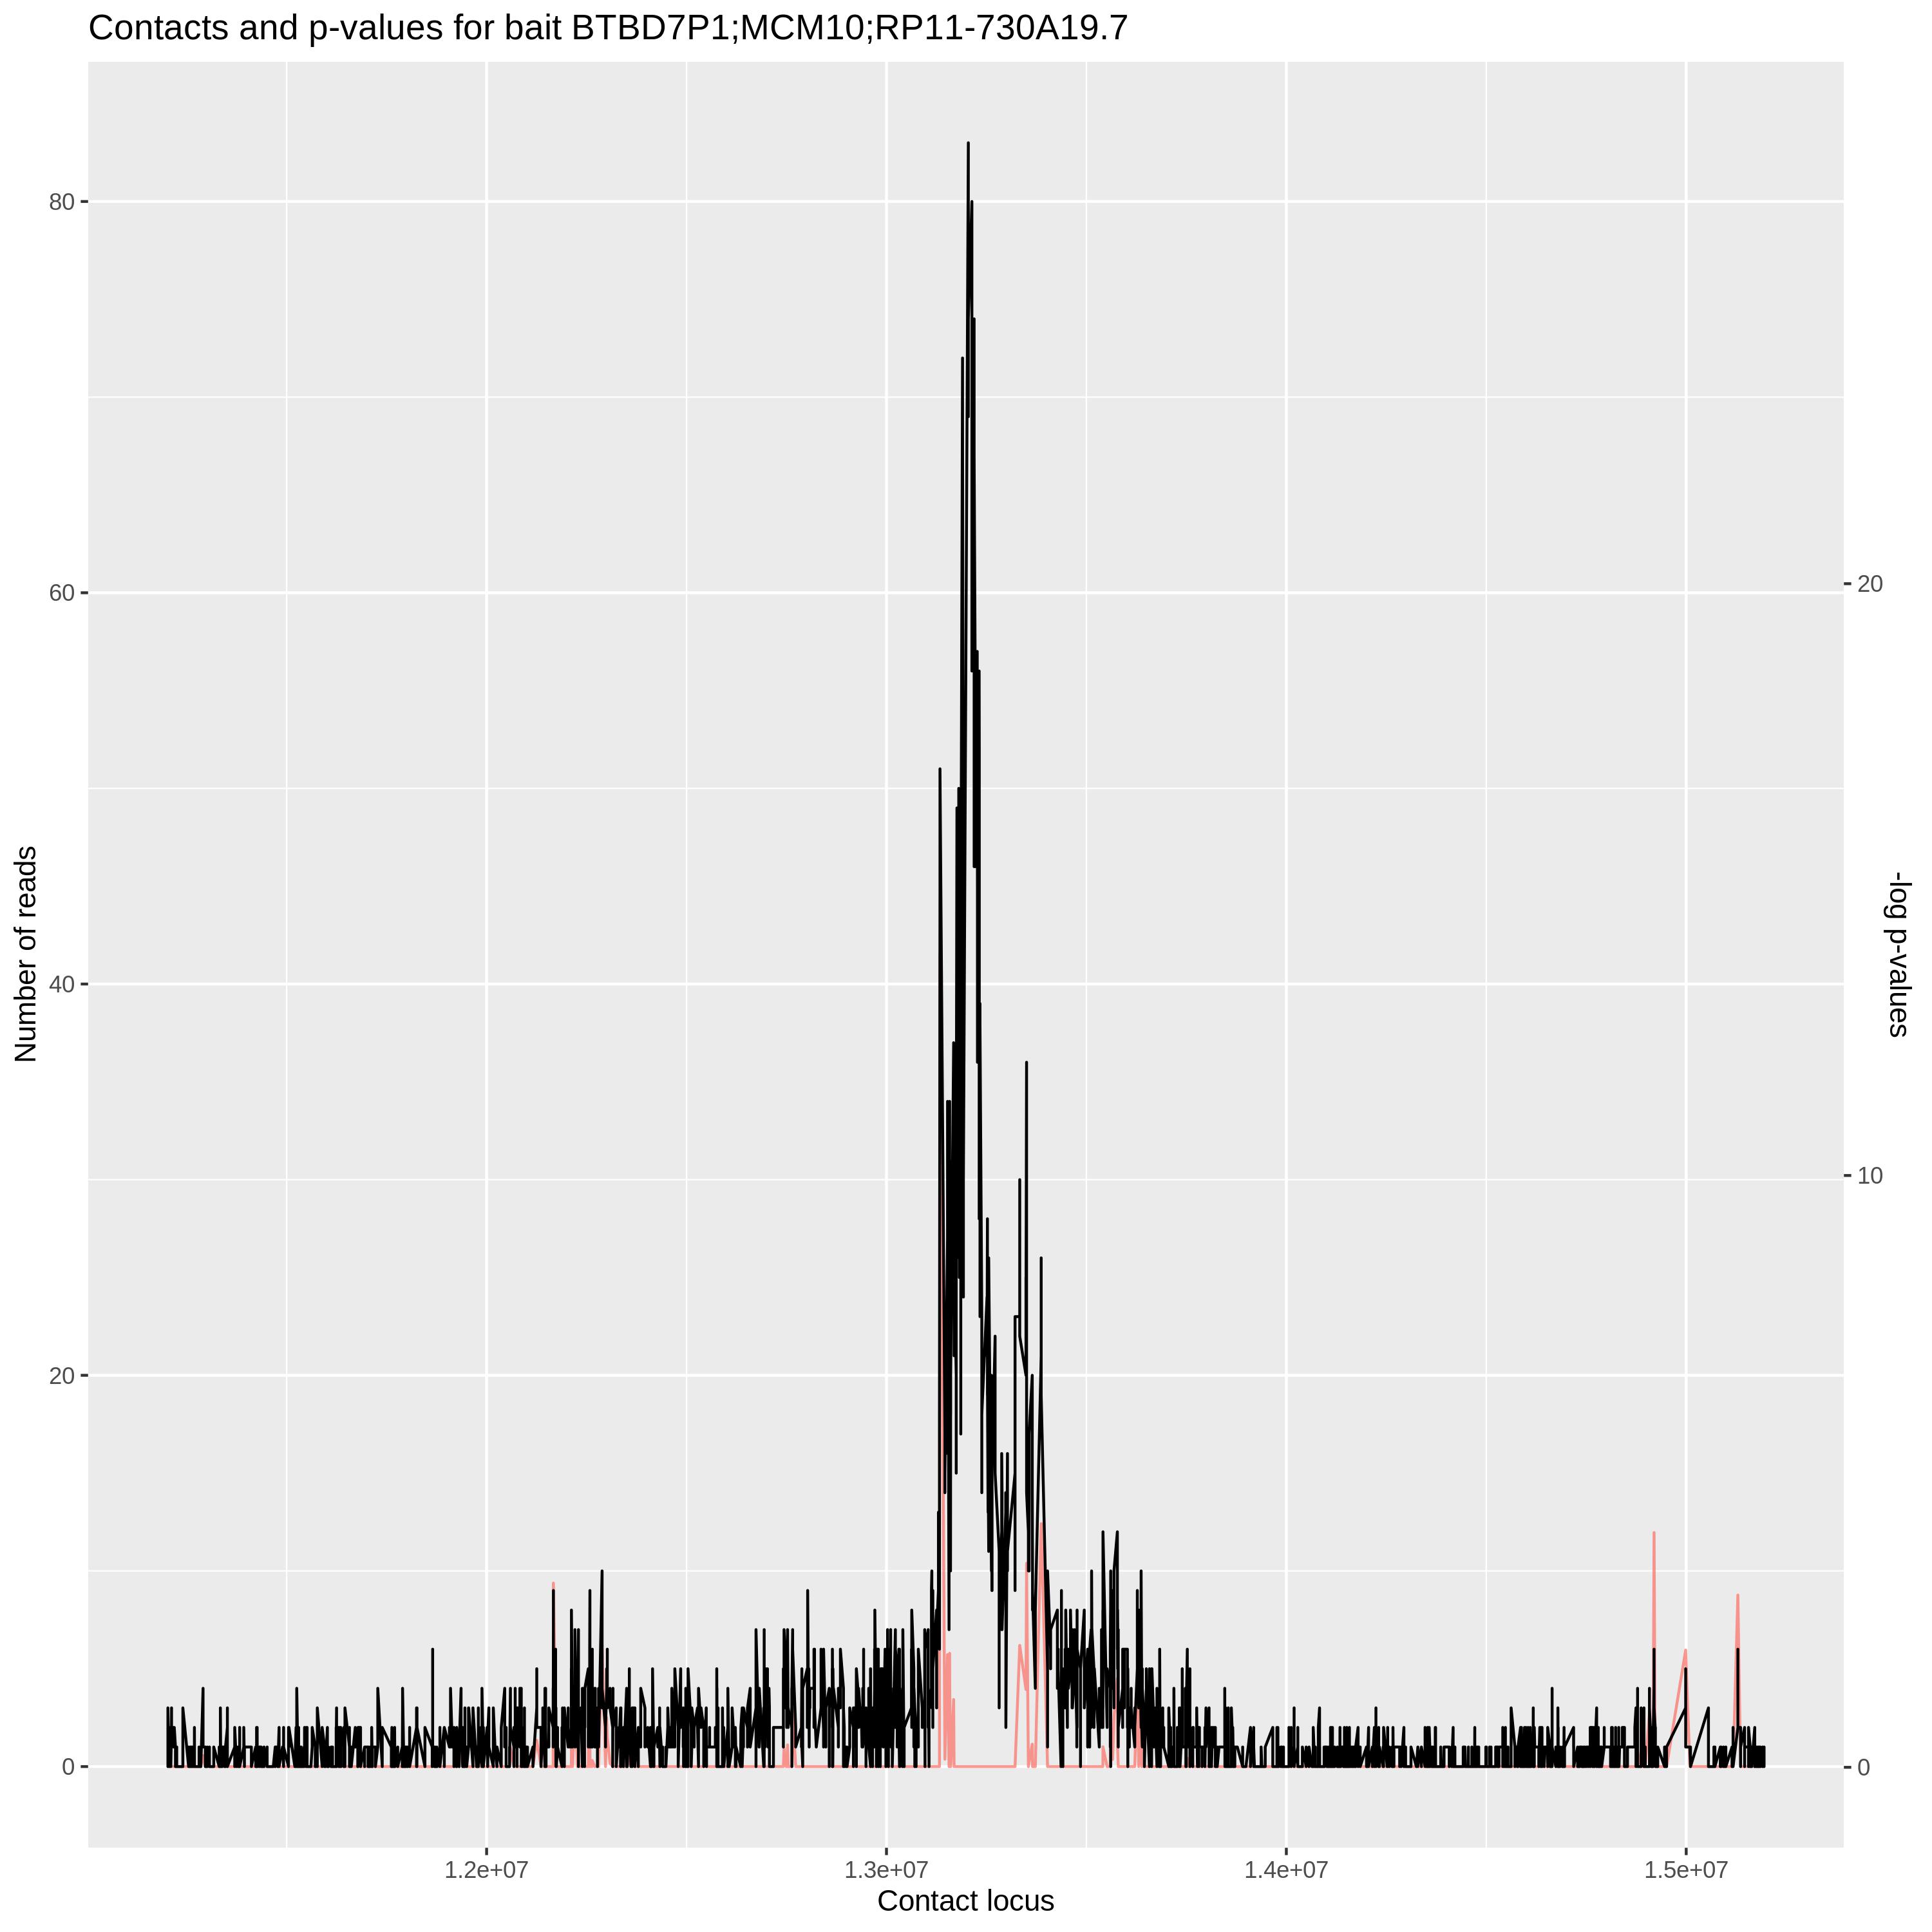 Contacts and p-values for bait BTBD7P1;MCM10;RP11-730A19.7
80
60
40
20
0
Number of reads
20
10
0
-log p-values
1.2e+07
1.3e+07
1.4e+07
1.5e+07
Contact locus